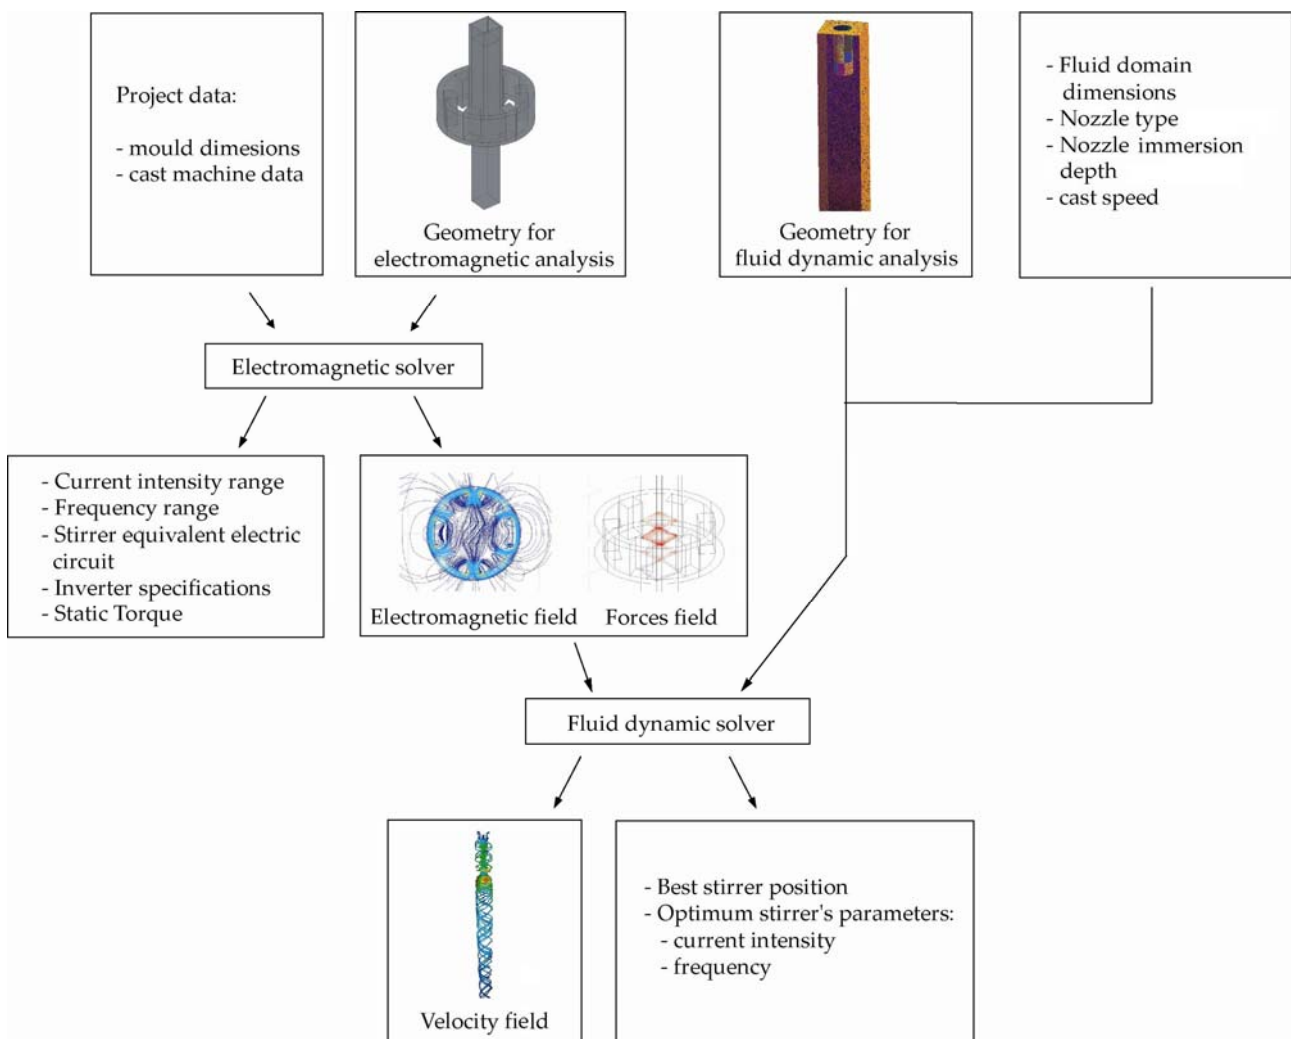 Project data:
- mould dimesions
- cast machine data
Geometry for
electromagnetic analysis
Geometry for
fluid dynamic analysis
- Fluid domain
dimensions
- Nozzle type
- Nozzle immersion
depth
- cast speed
Electromagnetic solver
- Current intensity range
- Frequency range
- Stirrer equivalent electric
circuit
- Inverter specifications
- Static Torque
Electromagnetic field
Forces field
Fluid dynamic solver
Velocity field
- Best stirrer position
- Optimum stirrer's parameters:
- current intensity
- frequency